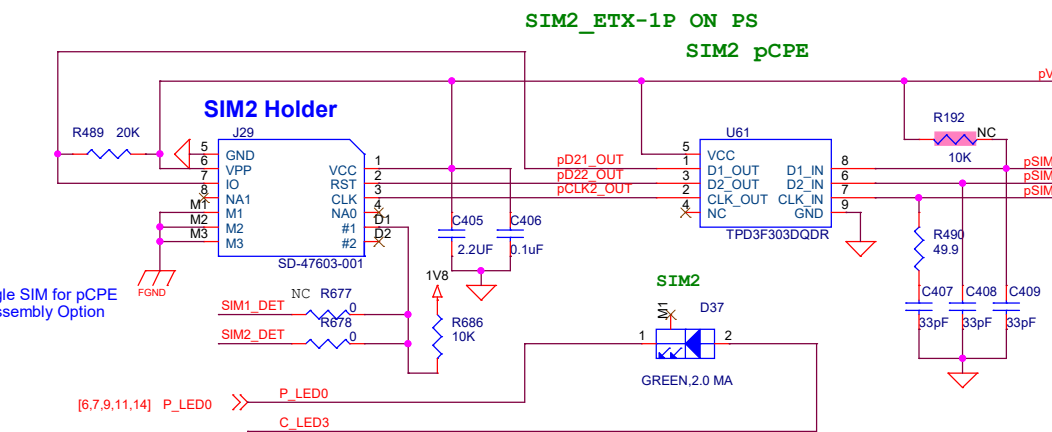 SIM2_ETX-1P ON PS
SIM2 pCPE
pV
SIM2 Holder
R489 20K
J29
5 GND
6 VPP
7 IO
8 NA1
M1 M1
M2 M2
M3 M3
VCC 1
RST 2
CLK 3
NA0 4
#1 D1
#2 D2
SD-47603-001
FGND
gle SIM for pCPE
ssembly Option
C405
2.2UF
C406
0.1uF
pD21_OUT
pD22_OUT
pCLK2_OUT
U61
5 VCC
1 D1_OUT
3 D2_OUT
2 CLK_OUT
4 NC
D1_IN 8
D2_IN 6
CLK_IN 7
GND 9
TPD3F303DQDR
R192
NC
10K
pSIM
pSIM
pSIM
R490
49.9
C407
33pF
C408
33pF
C409
33pF
1V8
R686
10K
SIM1_DET
NC R677
0
SIM2_DET
R678
0
SIM2
M1
D37
1
2
GREEN,2.0 MA
[6,7,9,11,14] P_LED0
P_LED0
C_LED3